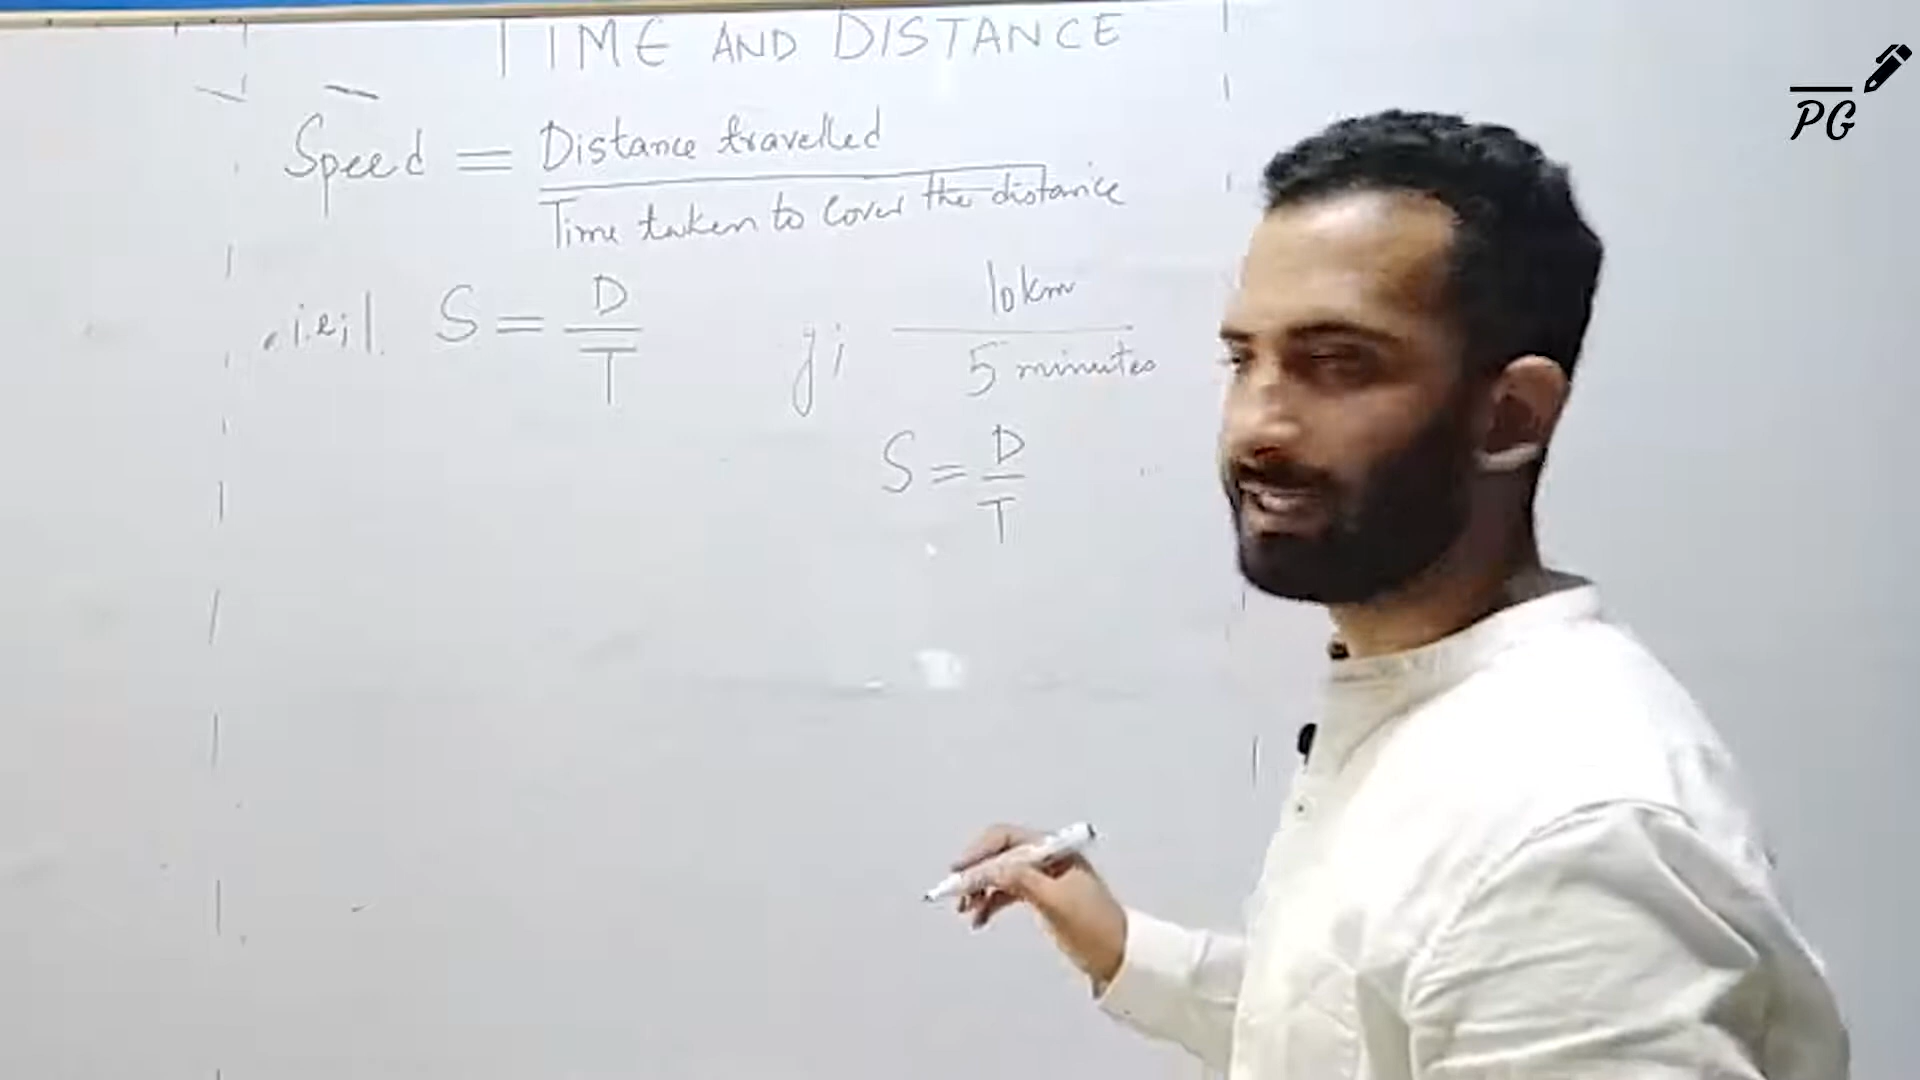 TIME AND DISTANCE
Speed = Distance travelled
Time taken to cover the distance
i.e; S = D
T
10km
5 minutes
S = D
T
PG